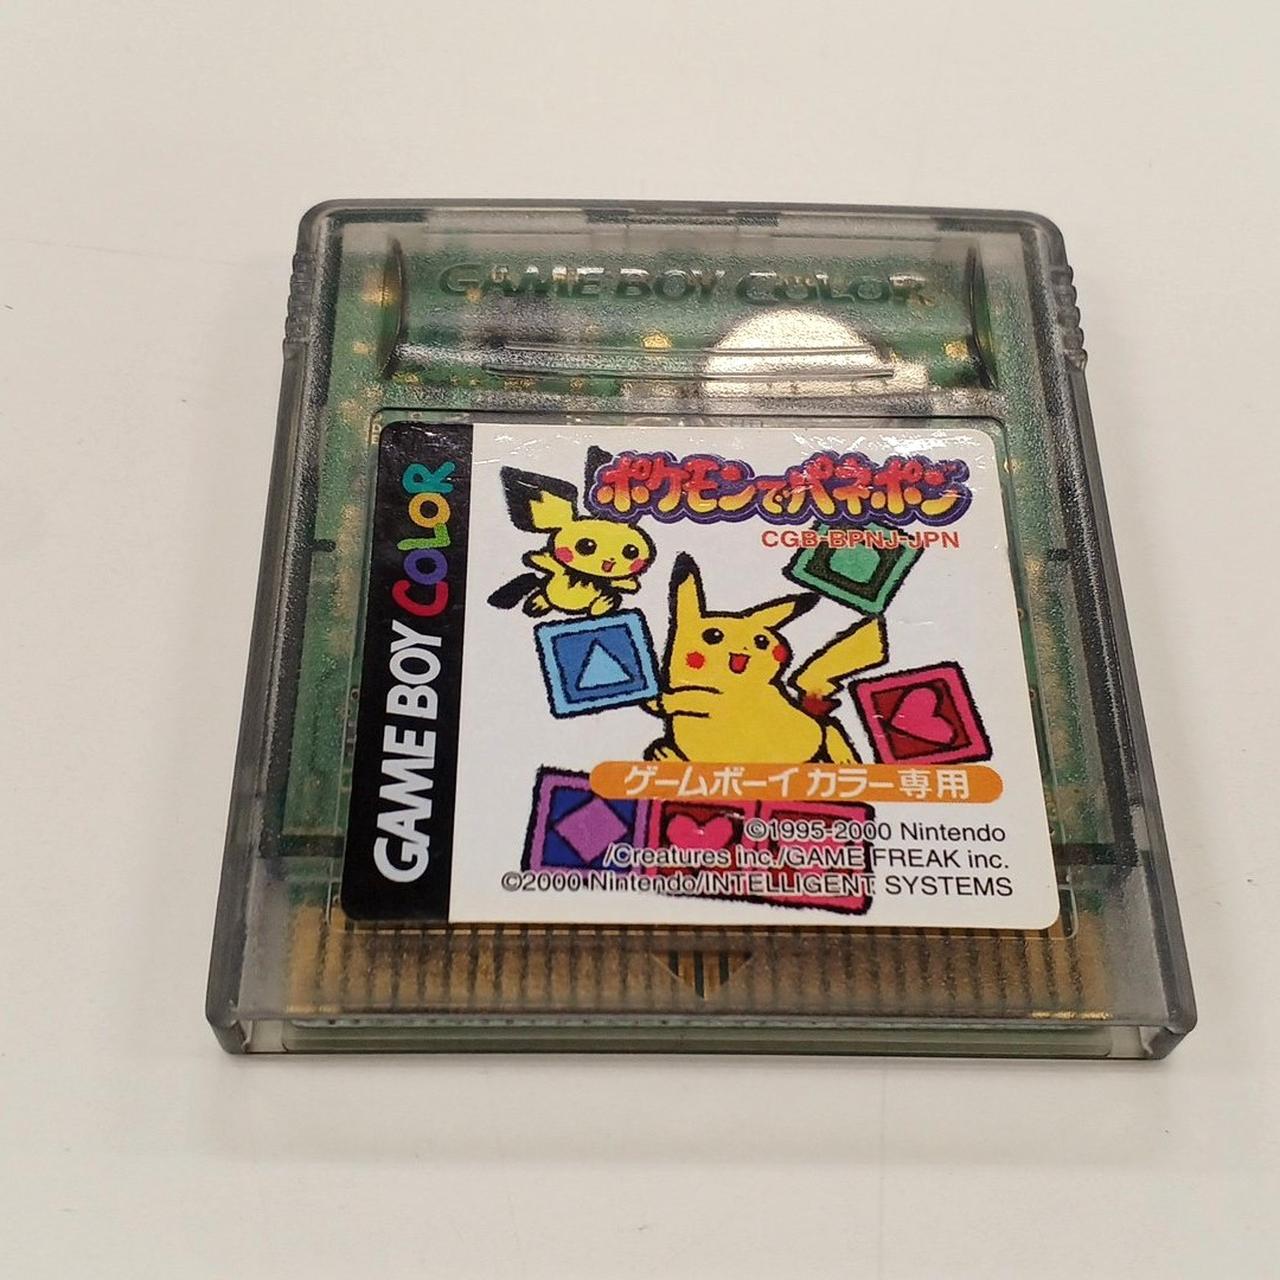 GAME BOY COLOR
GAME BOY COLOR
ポケモンでパネポン
CGB-BPNJ-JPN
ゲームボーイ カラー専用
©1995-2000 Nintendo
/Creatures inc./GAME FREAK inc.
©2000 Nintendo/INTELLIGENT SYSTEMS